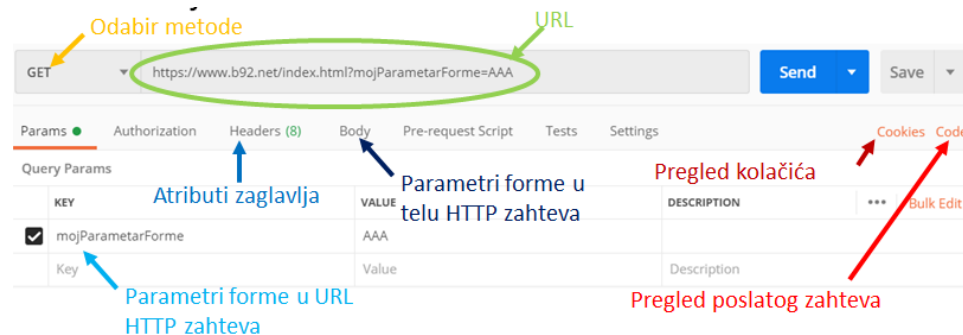 Odabir metode
URL
GET
https://www.b92.net/index.html?mojParametarForme=AAA
Send
Save
Params
Authorization
Headers (8)
Body
Pre-request Script
Tests
Settings
Cookies
Code
Query Params
Atributi zaglavlja
Parametri forme u
telu HTTP zahteva
Pregled kolačića
KEY
VALUE
DESCRIPTION
Bulk Edit
mojParametarForme
AAA
Key
Value
Description
Parametri forme u URL
HTTP zahteva
Pregled poslatog zahteva